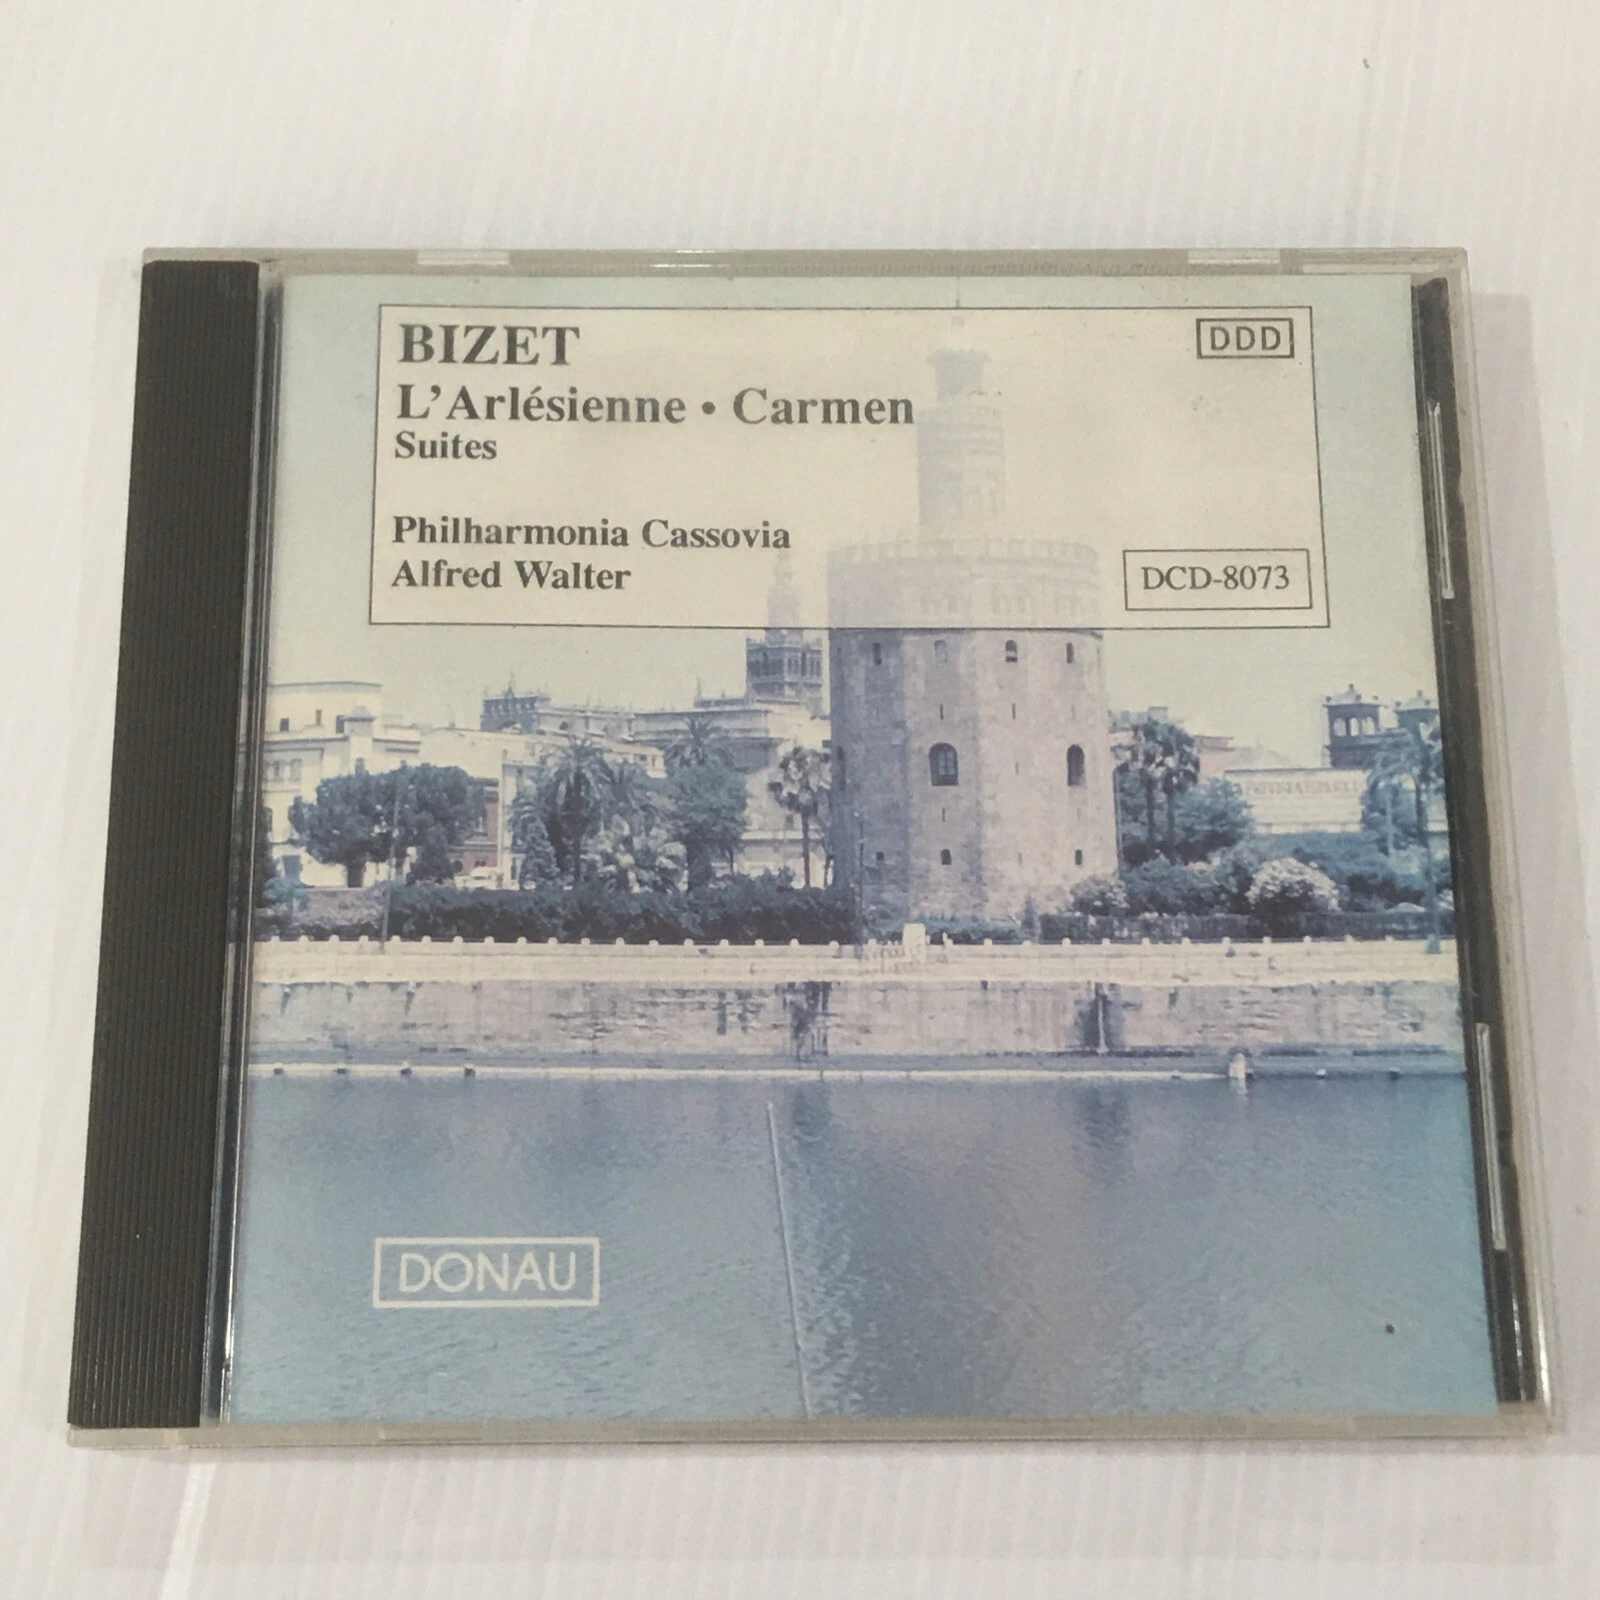 BIZET
DDD
L'Arlésienne • Carmen
Suites
Philharmonia Cassovia
Alfred Walter
DCD-8073
DONAU